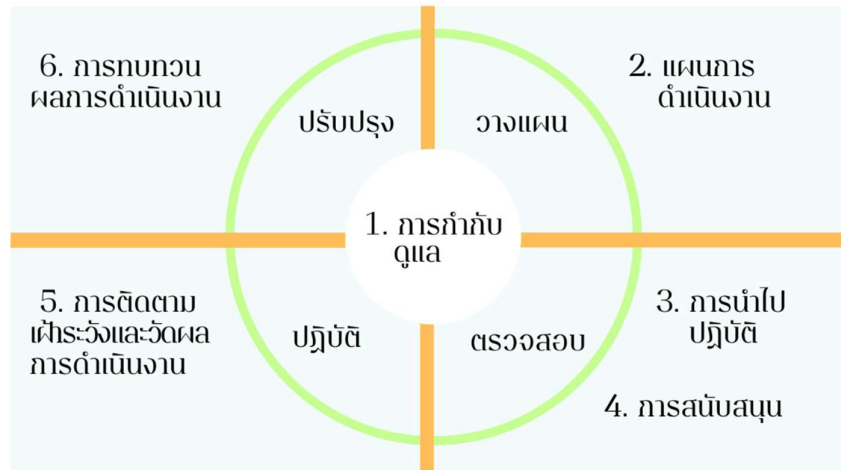 6. การทบทวน
ผลการดำเนินงาน
ปรับปรุง
วางแผน
2. แผนการ
ดำเนินงาน
1. การกำกับ
ดูแล
5. การติดตาม
เฝ้าระวังและวัดผล
การดำเนินงาน
ปฏิบัติ
ตรวจสอบ
3. การนำไป
ปฏิบัติ
4. การสนับสนุน